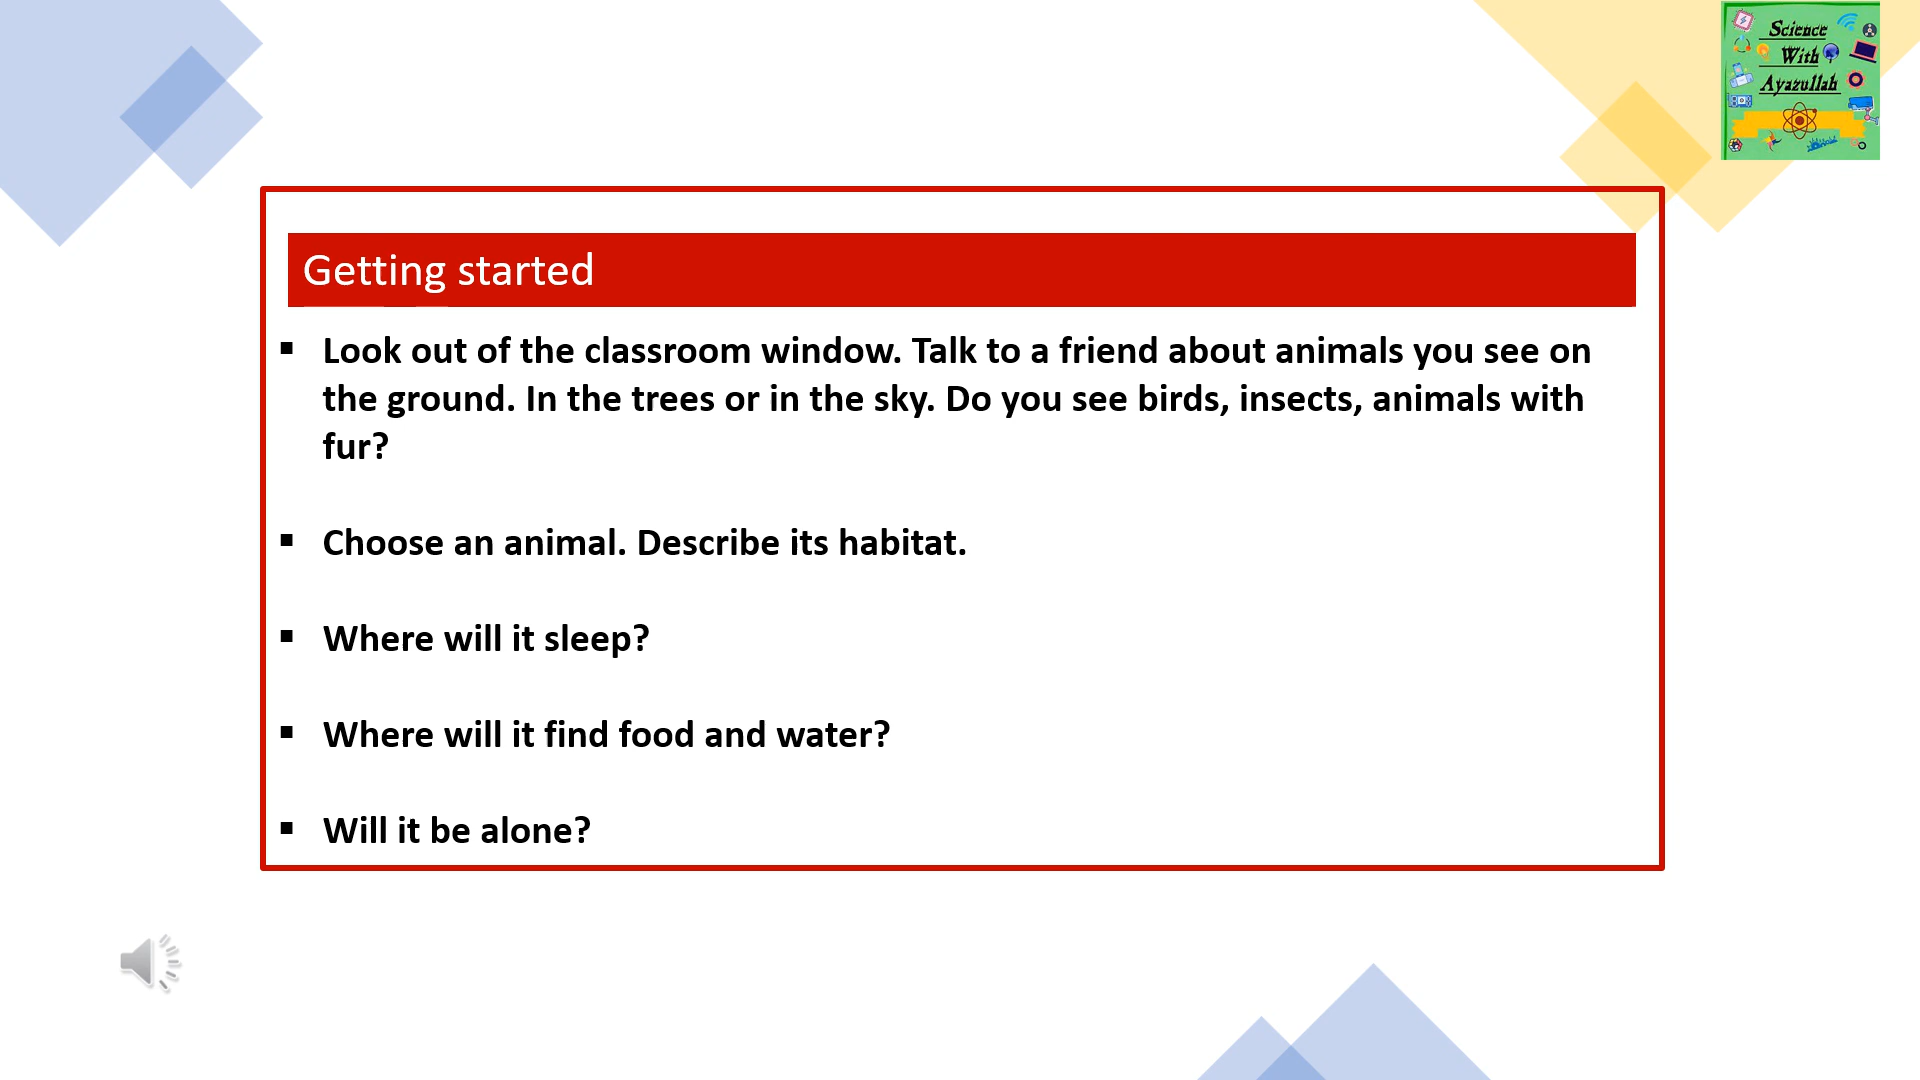 Science
With
Ayazullah
Getting started
▪ Look out of the classroom window. Talk to a friend about animals you see on
the ground. In the trees or in the sky. Do you see birds, insects, animals with
fur?
▪ Choose an animal. Describe its habitat.
▪ Where will it sleep?
▪ Where will it find food and water?
▪ Will it be alone?